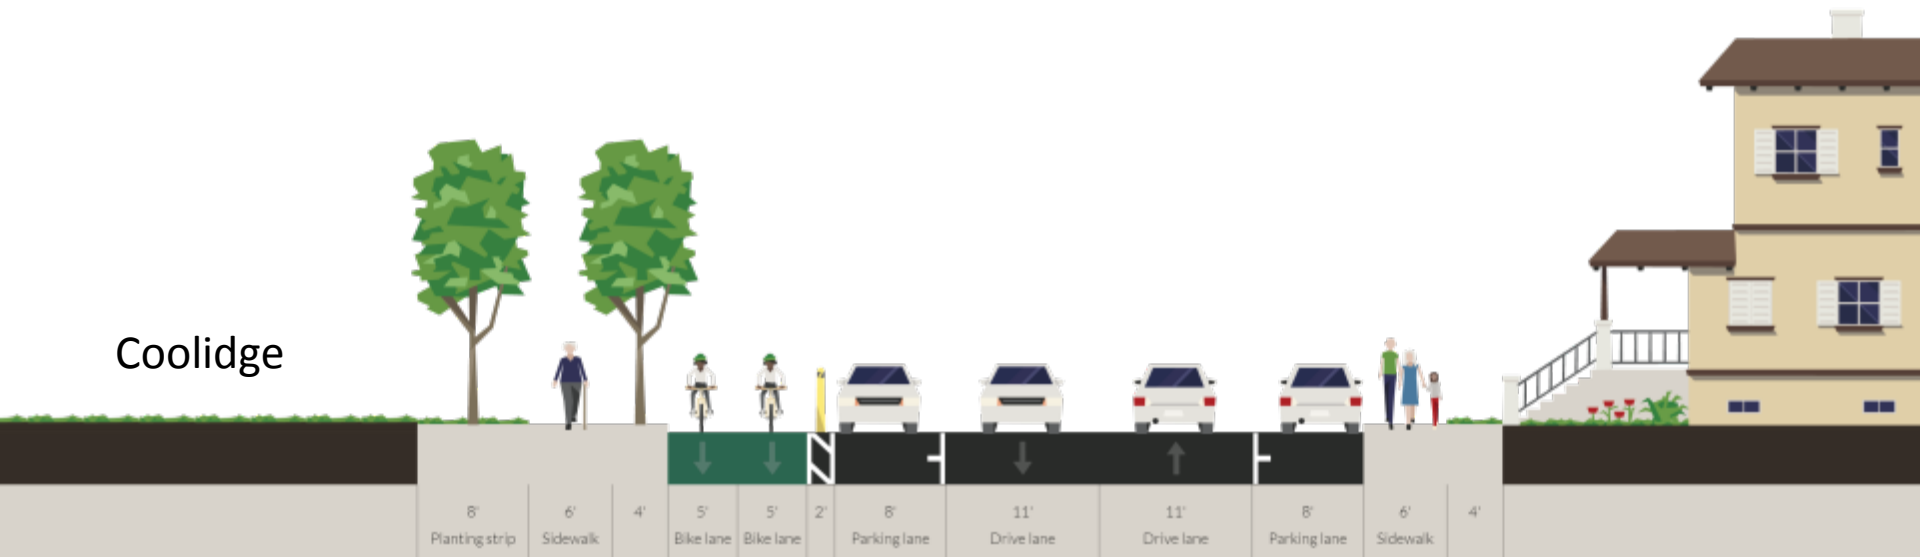 Coolidge
8' 6' 4' 5' 5' 2' 8' 11' 11' 8' 6' 4'
Planting strip Sidewalk Bike lane Bike lane Parking lane Drive lane Drive lane Parking lane Sidewalk